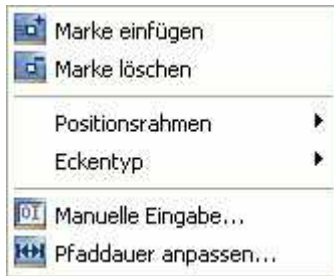 Marke einfügen
Marke löschen
Positionsrahmen
Eckentyp
Manuelle Eingabe...
Pfaddauer anpassen...